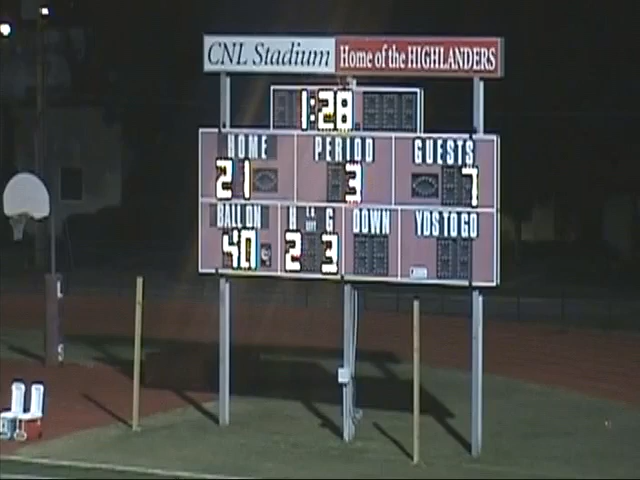 CNL Stadium Home of the HIGHLANDERS
1:28
HOME PERIOD GUESTS
21 3 7
BALL ON H T.O. G DOWN YDS TO GO
40 2 3